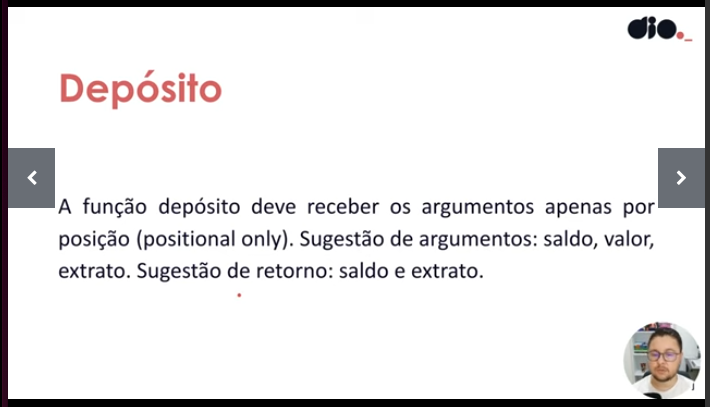 dio._
Depósito
A função depósito deve receber os argumentos apenas por
posição (positional only). Sugestão de argumentos: saldo, valor,
extrato. Sugestão de retorno: saldo e extrato.